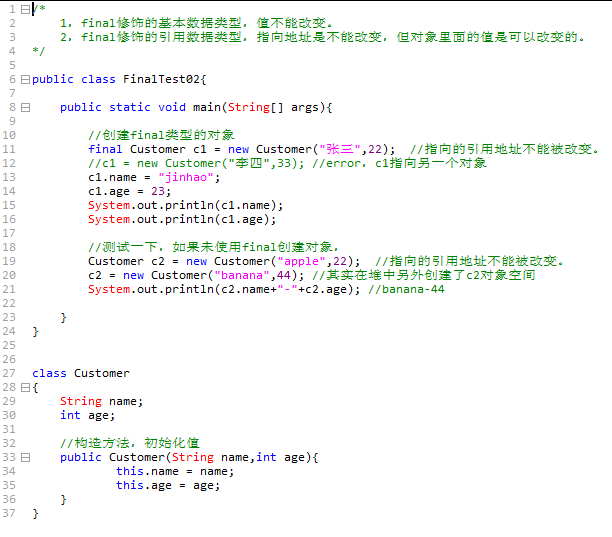 1 /*
2 1，final修饰的基本数据类型，值不能改变。
3 2，final修饰的引用数据类型，指向地址是不能改变，但对象里面的值是可以改变的。
4 */
5
6 public class FinalTest02{
7
8 public static void main(String[] args){
9
10 //创建final类型的对象
11 final Customer c1 = new Customer("张三",22); //指向的引用地址不能被改变。
12 //c1 = new Customer("李四",33); //error，c1指向另一个对象
13 c1.name = "jinhao";
14 c1.age = 23;
15 System.out.println(c1.name);
16 System.out.println(c1.age);
17
18 //测试一下，如果未使用final创建对象，
19 Customer c2 = new Customer("apple",22); //指向的引用地址不能被改变。
20 c2 = new Customer("banana",44); //其实在堆中另外创建了c2对象空间
21 System.out.println(c2.name+"-"+c2.age); //banana-44
22
23 }
24 }
25
26
27 class Customer
28 {
29 String name;
30 int age;
31
32 //构造方法，初始化值
33 public Customer(String name,int age){
34 this.name = name;
35 this.age = age;
36 }
37 }